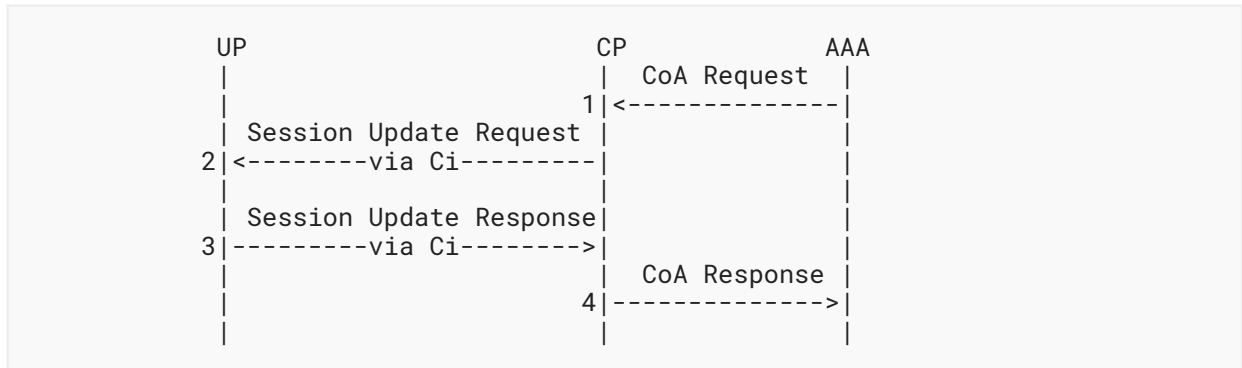 UP                       CP             AAA
|                        |  CoA Request  |
|                       1|<--------------|
| Session Update Request |               |
2|<--------via Ci---------|               |
|                        |               |
| Session Update Response|               |
3|---------via Ci-------->|               |
|                        |  CoA Response |
|                       4|-------------->|
|                        |               |